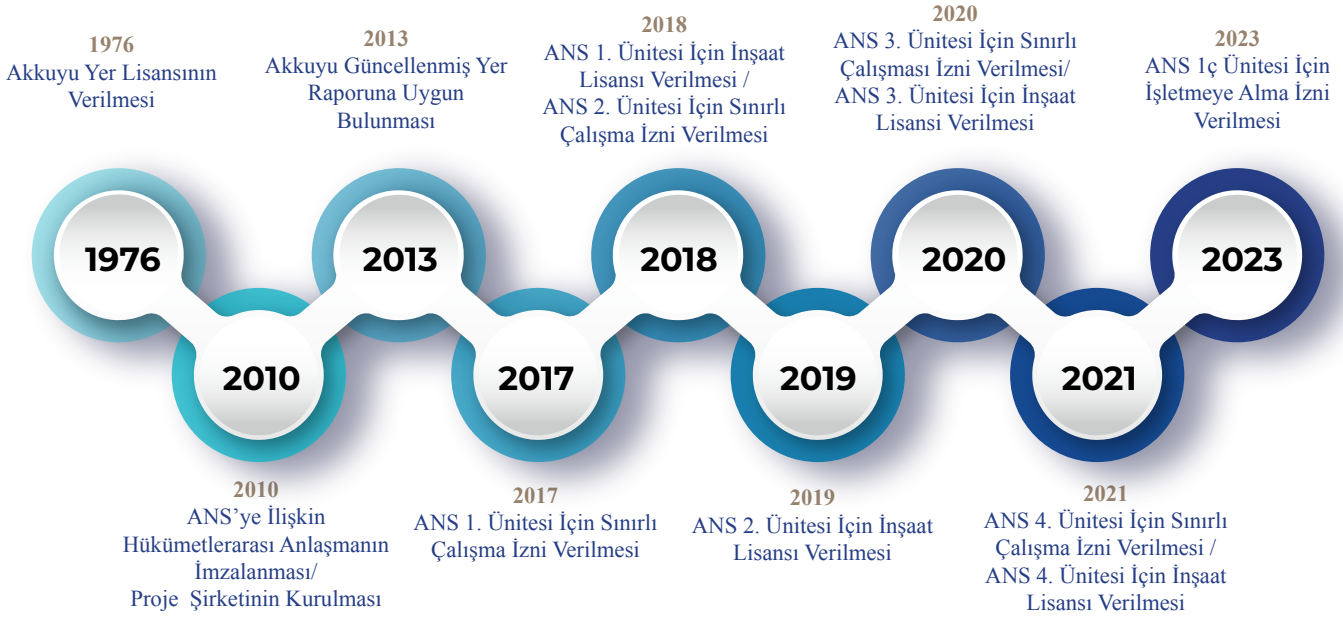 1976
Akkuyu Yer Lisansının
Verilmesi
2013
Akkuyu Güncellenmiş Yer
Raporuna Uygun
Bulunması
2018
ANS 1. Ünitesi İçin İnşaat
Lisansı Verilmesi /
ANS 2. Ünitesi İçin Sınırlı
Çalışma İzni Verilmesi
2020
ANS 3. Ünitesi İçin Sınırlı
Çalışması İzni Verilmesi/
ANS 3. Ünitesi İçin İnşaat
Lisansi Verilmesi
2023
ANS 1ç Ünitesi İçin
İşletmeye Alma İzni
Verilmesi
1976
2013
2018
2020
2023
2010
2017
2019
2021
2010
ANS’ye İlişkin
Hükümetlerarası Anlaşmanın
İmzalanması/
Proje Şirketinin Kurulması
2017
ANS 1. Ünitesi İçin Sınırlı
Çalışma İzni Verilmesi
2019
ANS 2. Ünitesi İçin İnşaat
Lisansı Verilmesi
2021
ANS 4. Ünitesi İçin Sınırlı
Çalışma İzni Verilmesi /
ANS 4. Ünitesi İçin İnşaat
Lisansı Verilmesi